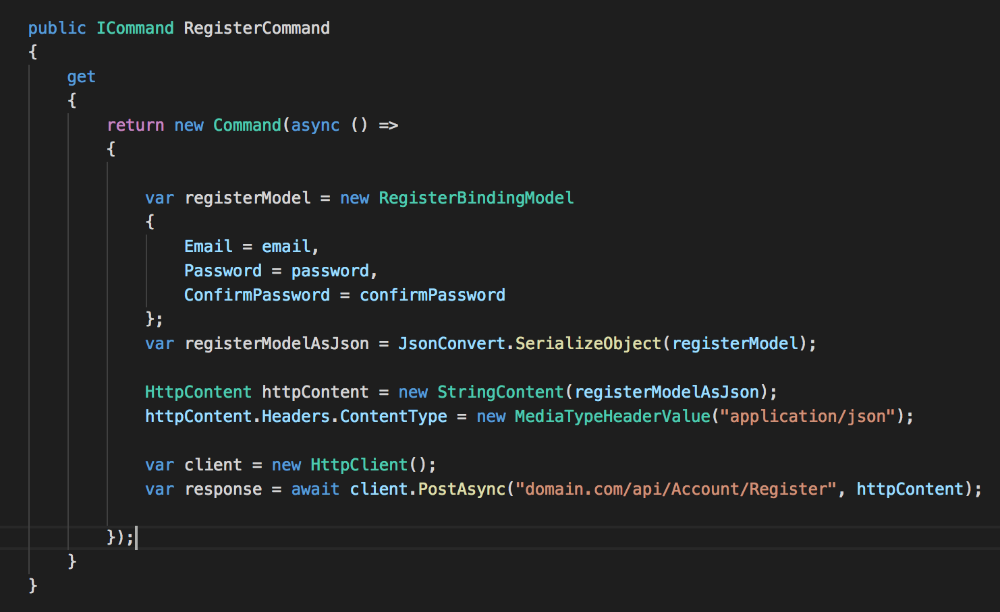 public ICommand RegisterCommand
{
    get
    {
        return new Command(async () =>
        {

            var registerModel = new RegisterBindingModel
            {
                Email = email,
                Password = password,
                ConfirmPassword = confirmPassword
            };
            var registerModelAsJson = JsonConvert.SerializeObject(registerModel);

            HttpContent httpContent = new StringContent(registerModelAsJson);
            httpContent.Headers.ContentType = new MediaTypeHeaderValue("application/json");

            var client = new HttpClient();
            var response = await client.PostAsync("domain.com/api/Account/Register", httpContent);

        });
    }
}